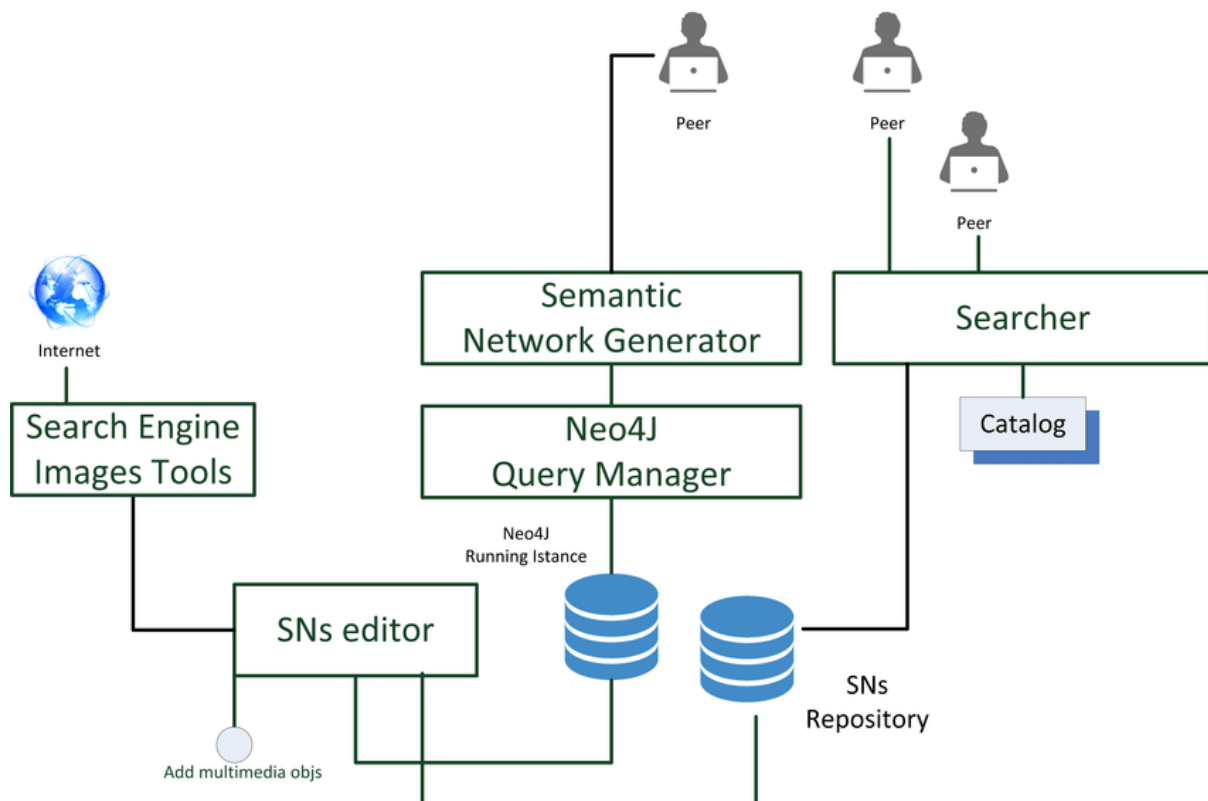 Peer
Peer
Peer
Internet
Semantic
Network Generator
Searcher
Search Engine
Images Tools
Neo4J
Query Manager
Catalog
Neo4J
Running Istance
SNs editor
SNs
Repository
Add multimedia objs